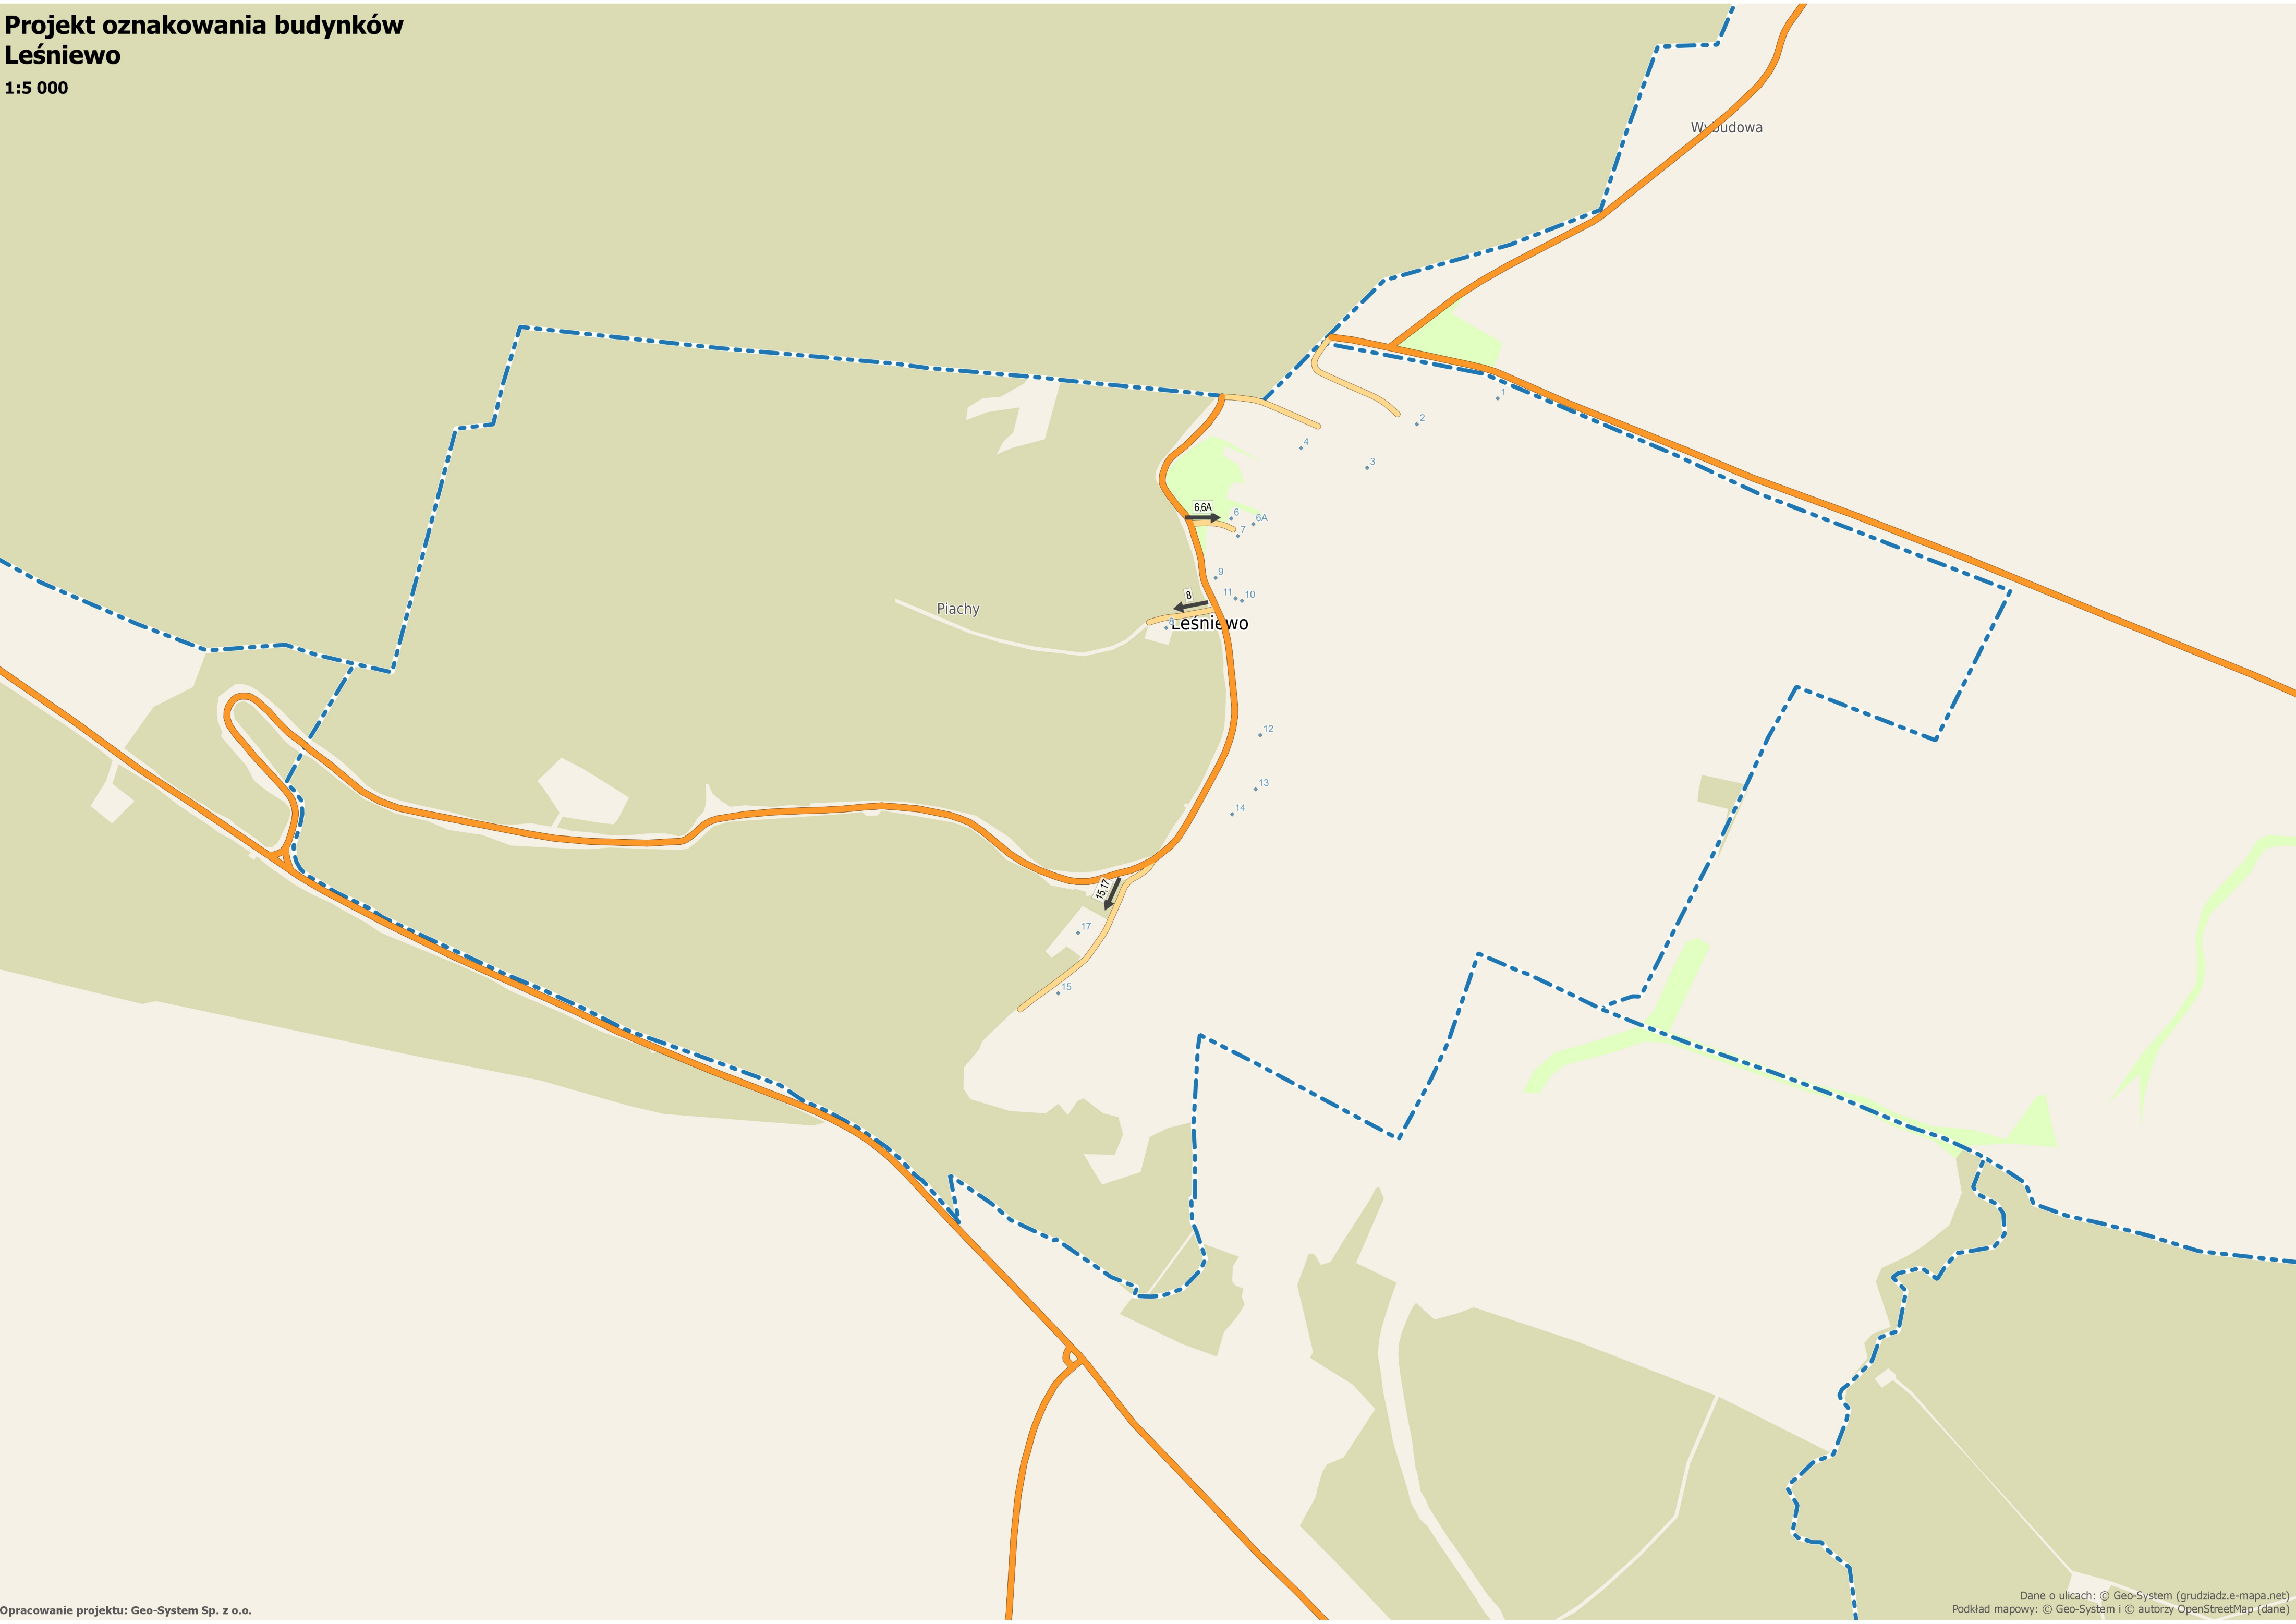 Projekt oznakowania budynków
Leśniewo
1:5 000
Wybudowa
1
2
4
3
6,6A
6
6A
7
9
8
11
10
Piachy
8
Leśniewo
12
13
14
15,17
17
15
Dane o ulicach: © Geo-System (grudziadz.e-mapa.net)
Opracowanie projektu: Geo-System Sp. z o.o.
Podkład mapowy: © Geo-System i © autorzy OpenStreetMap (dane)